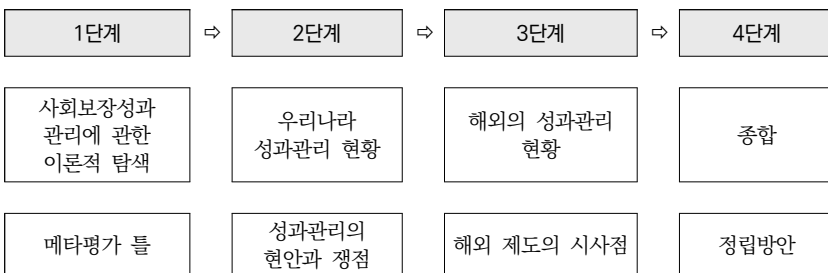 1단계 ⇨ 2단계 ⇨ 3단계 ⇨ 4단계
사회보장성과
관리에 관한
이론적 탐색
우리나라
성과관리 현황
해외의 성과관리
현황
종합
메타평가 틀
성과관리의
현안과 쟁점
해외 제도의 시사점
정립방안